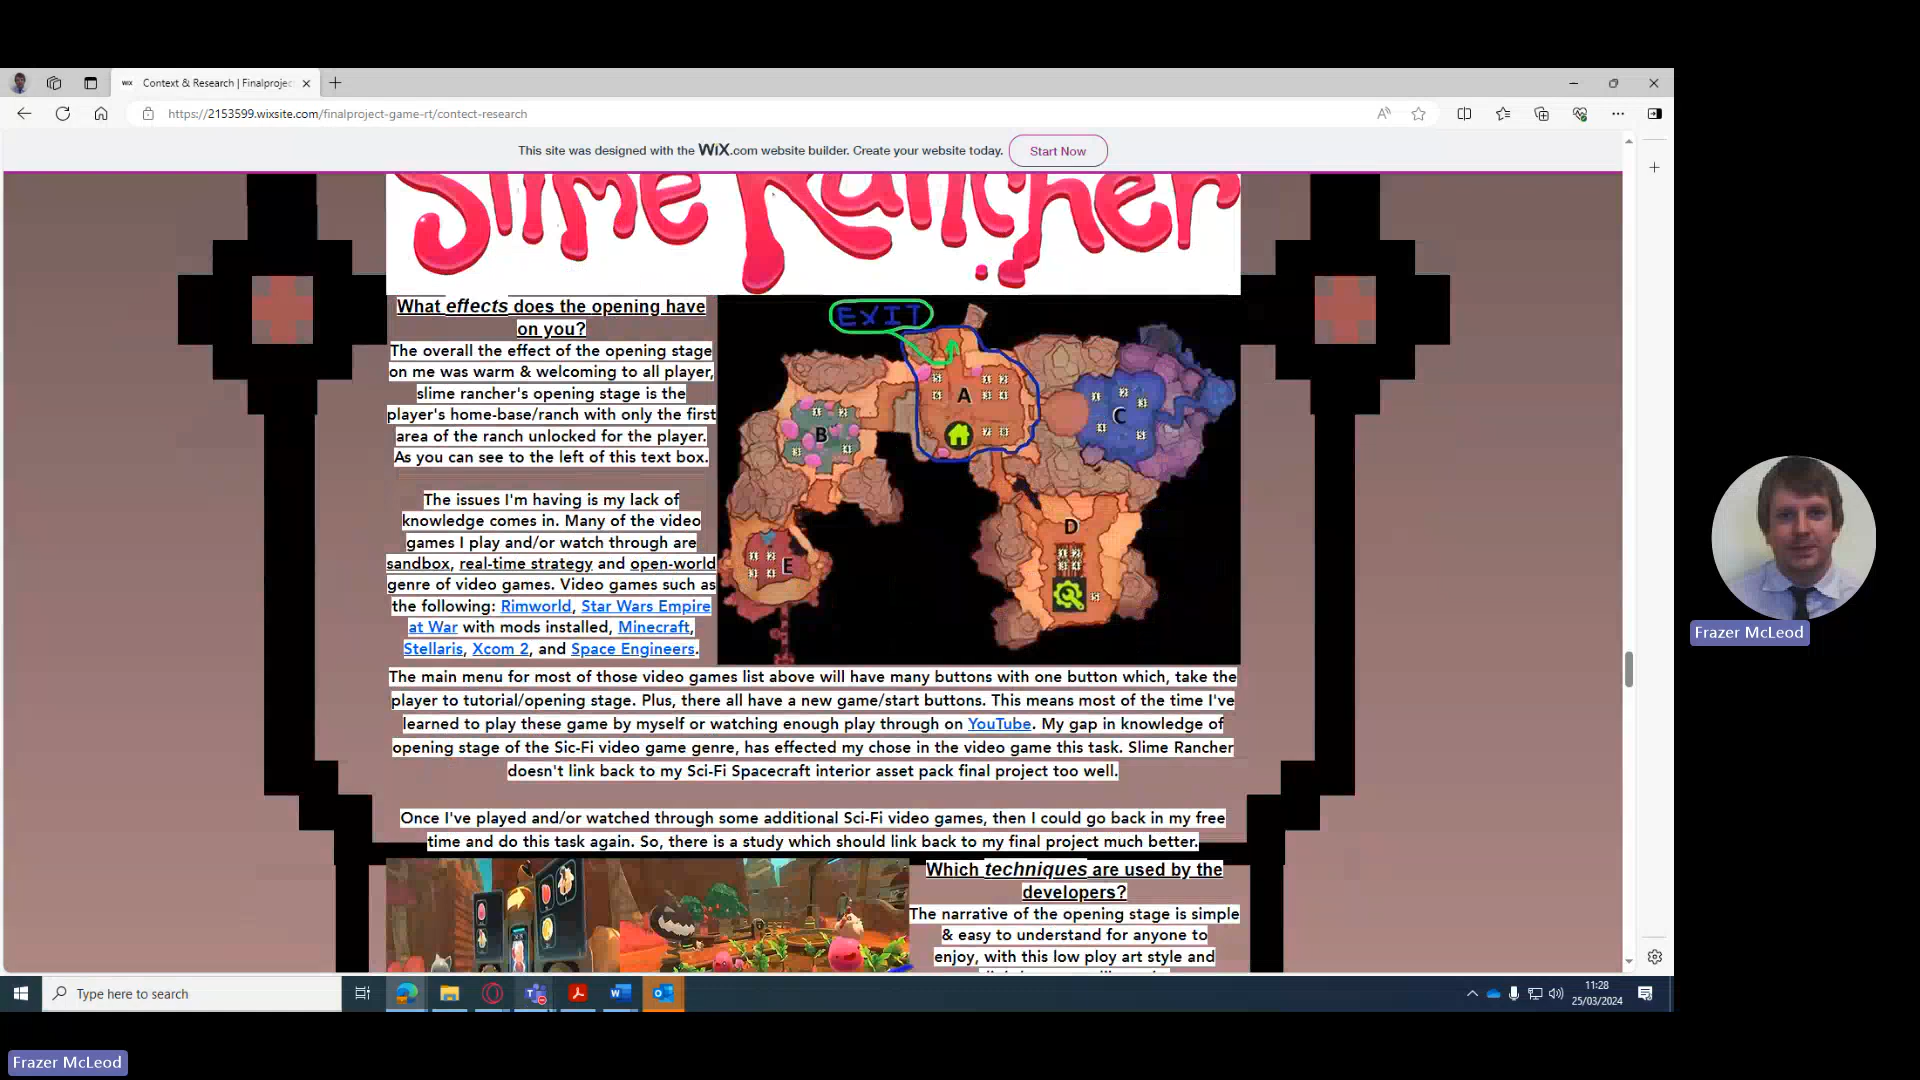 Context & Research | Finalprojec
https://2153599.wixsite.com/finalproject-game-rt/contect-research
This site was designed with the WiX.com website builder. Create your website today.
Start Now
Slime Rancher
What effects does the opening have
on you?
The overall the effect of the opening stage
on me was warm & welcoming to all player,
slime rancher's opening stage is the
player's home-base/ranch with only the first
area of the ranch unlocked for the player.
As you can see to the left of this text box.
The issues I'm having is my lack of
knowledge comes in. Many of the video
games I play and/or watch through are
sandbox, real-time strategy and open-world
genre of video games. Video games such as
the following: Rimworld, Star Wars Empire
at War with mods installed, Minecraft,
Stellaris, Xcom 2, and Space Engineers.
EXIT
A
B
C
D
E
The main menu for most of those video games list above will have many buttons with one button which, take the
player to tutorial/opening stage. Plus, there all have a new game/start buttons. This means most of the time I've
learned to play these game by myself or watching enough play through on YouTube. My gap in knowledge of
opening stage of the Sic-Fi video game genre, has effected my chose in the video game this task. Slime Rancher
doesn't link back to my Sci-Fi Spacecraft interior asset pack final project too well.
Once I've played and/or watched through some additional Sci-Fi video games, then I could go back in my free
time and do this task again. So, there is a study which should link back to my final project much better.
Which techniques are used by the
developers?
The narrative of the opening stage is simple
& easy to understand for anyone to
enjoy, with this low ploy art style and
Frazer McLeod
Type here to search
11:28
25/03/2024
Frazer McLeod